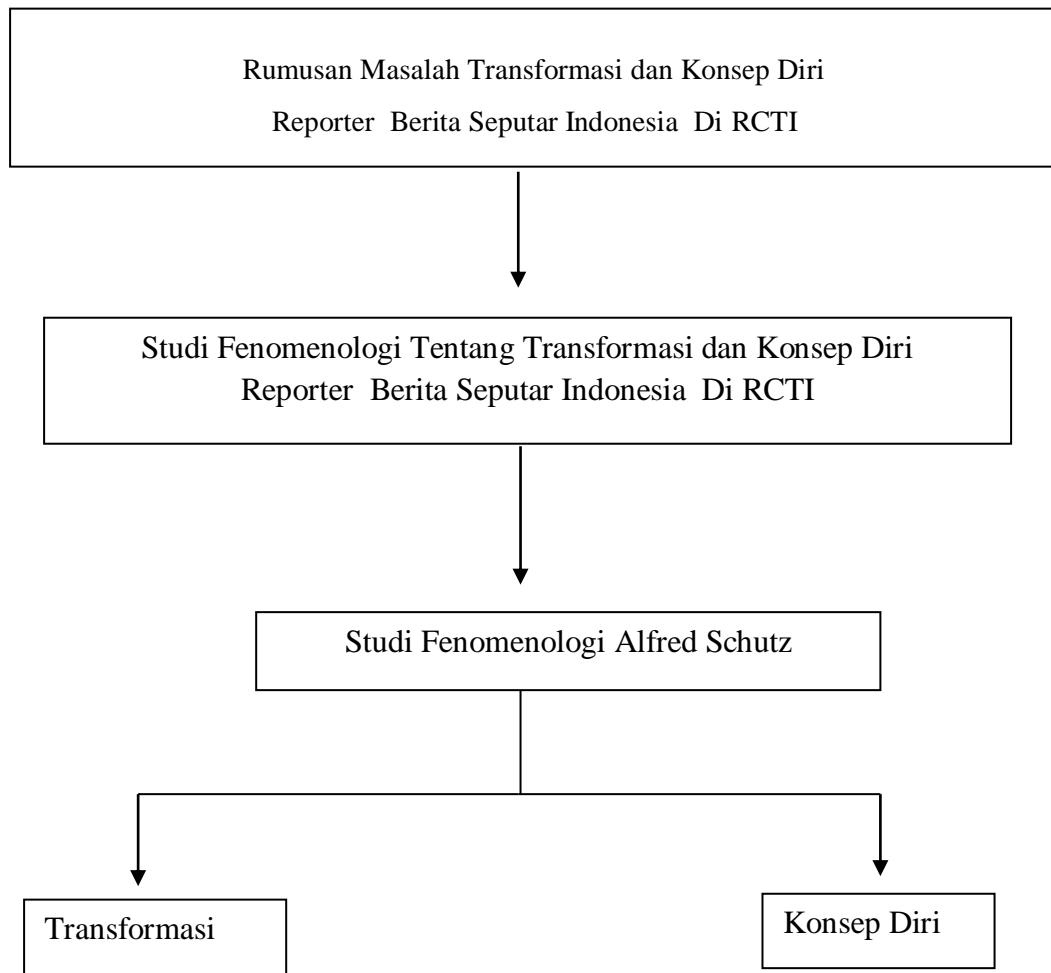 Rumusan Masalah Transformasi dan Konsep Diri
Reporter Berita Seputar Indonesia Di RCTI
Studi Fenomenologi Tentang Transformasi dan Konsep Diri
Reporter Berita Seputar Indonesia Di RCTI
Studi Fenomenologi Alfred Schutz
Transformasi
Konsep Diri